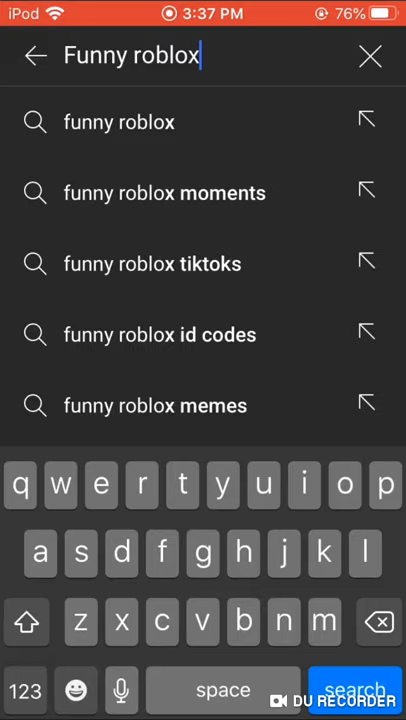 iPod 3:37 PM 76%
Funny roblox
funny roblox
funny roblox moments
funny roblox tiktoks
funny roblox id codes
funny roblox memes
q w e r t y u i o p
a s d f g h j k l
z x c v b n m
123 space search
DU RECORDER